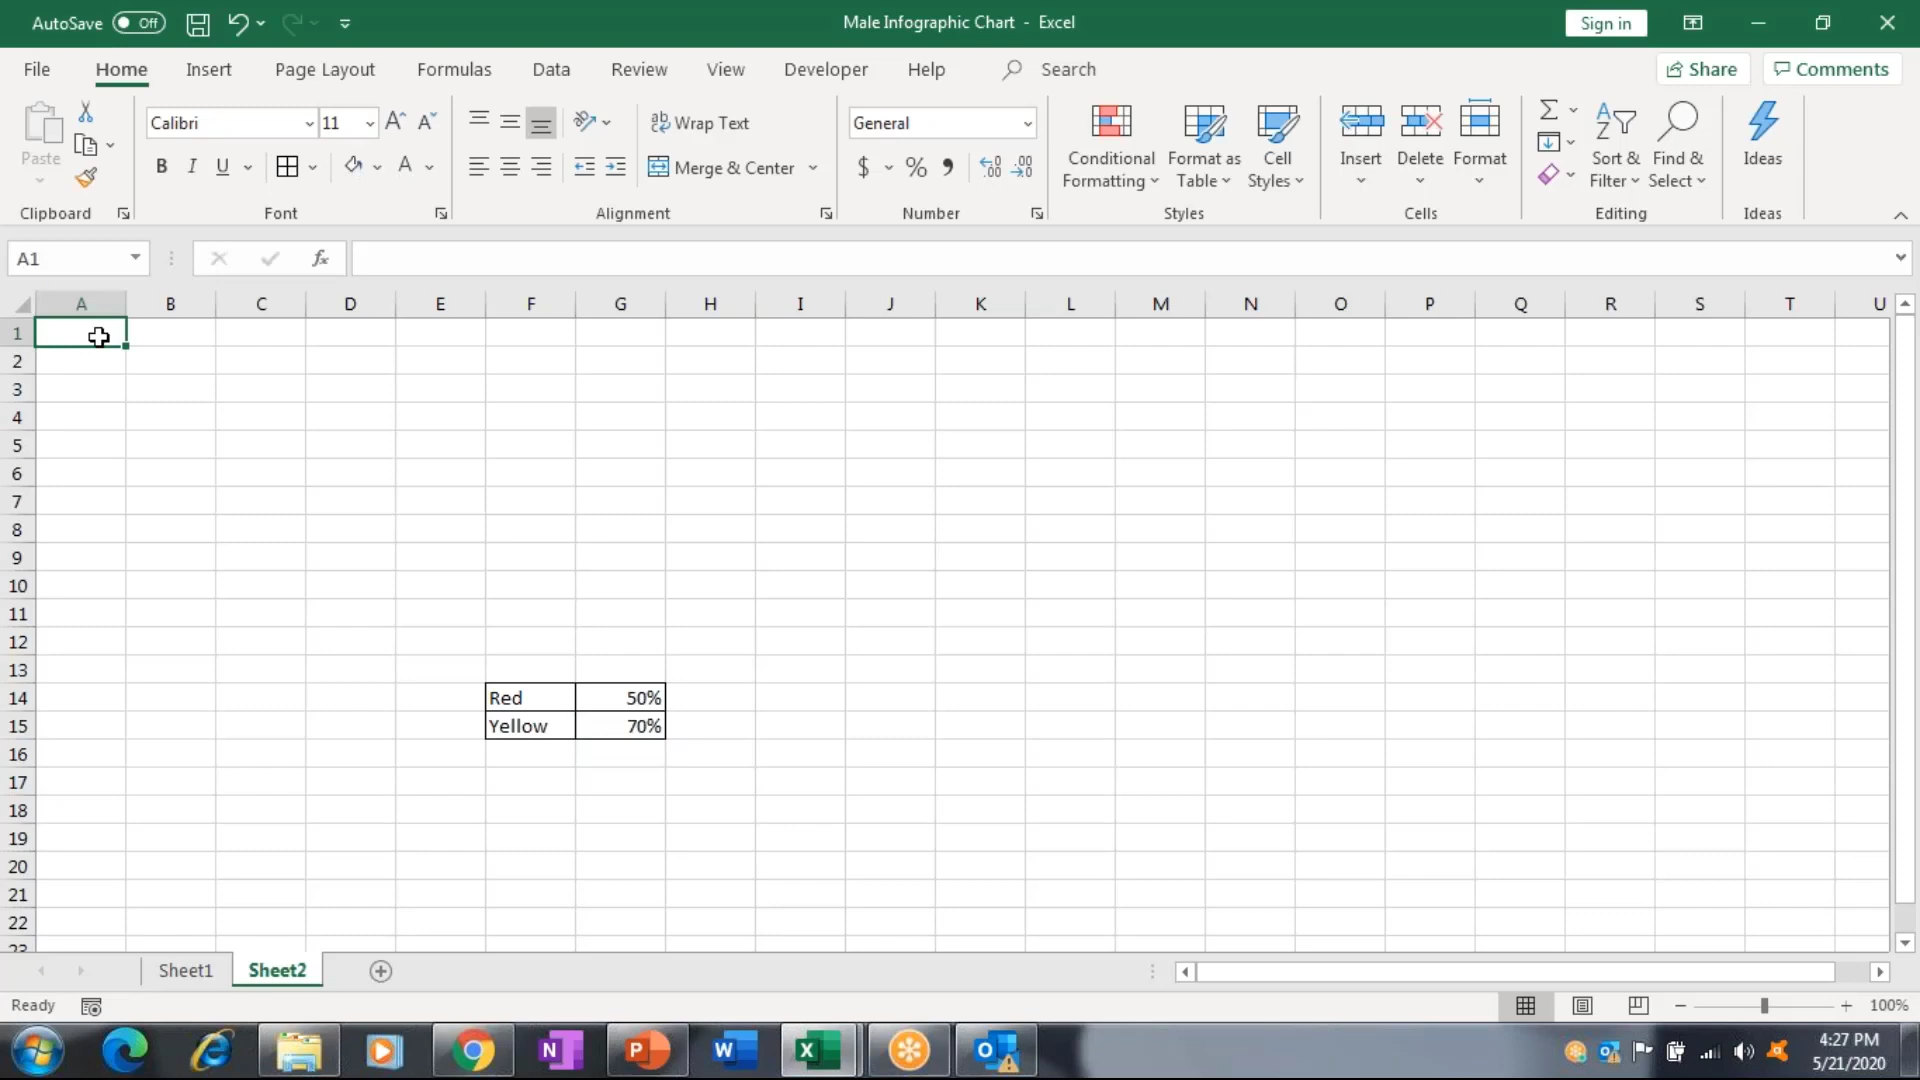 AutoSave Off Male Infographic Chart - Excel Sign in
File Home Insert Page Layout Formulas Data Review View Developer Help Search Share Comments
Calibri 11 Wrap Text General
Paste B I U A Merge & Center $ % Conditional Formatting Format as Table Cell Styles Insert Delete Format Sort & Filter Find & Select Ideas
Clipboard Font Alignment Number Styles Cells Editing Ideas
A1 fx
A B C D E F G H I J K L M N O P Q R S T U
1
2
3
4
5
6
7
8
9
10
11
12
13
14 Red 50%
15 Yellow 70%
16
17
18
19
20
21
22
23
Sheet1 Sheet2
Ready 100%
N P W X O 4:27 PM
5/21/2020